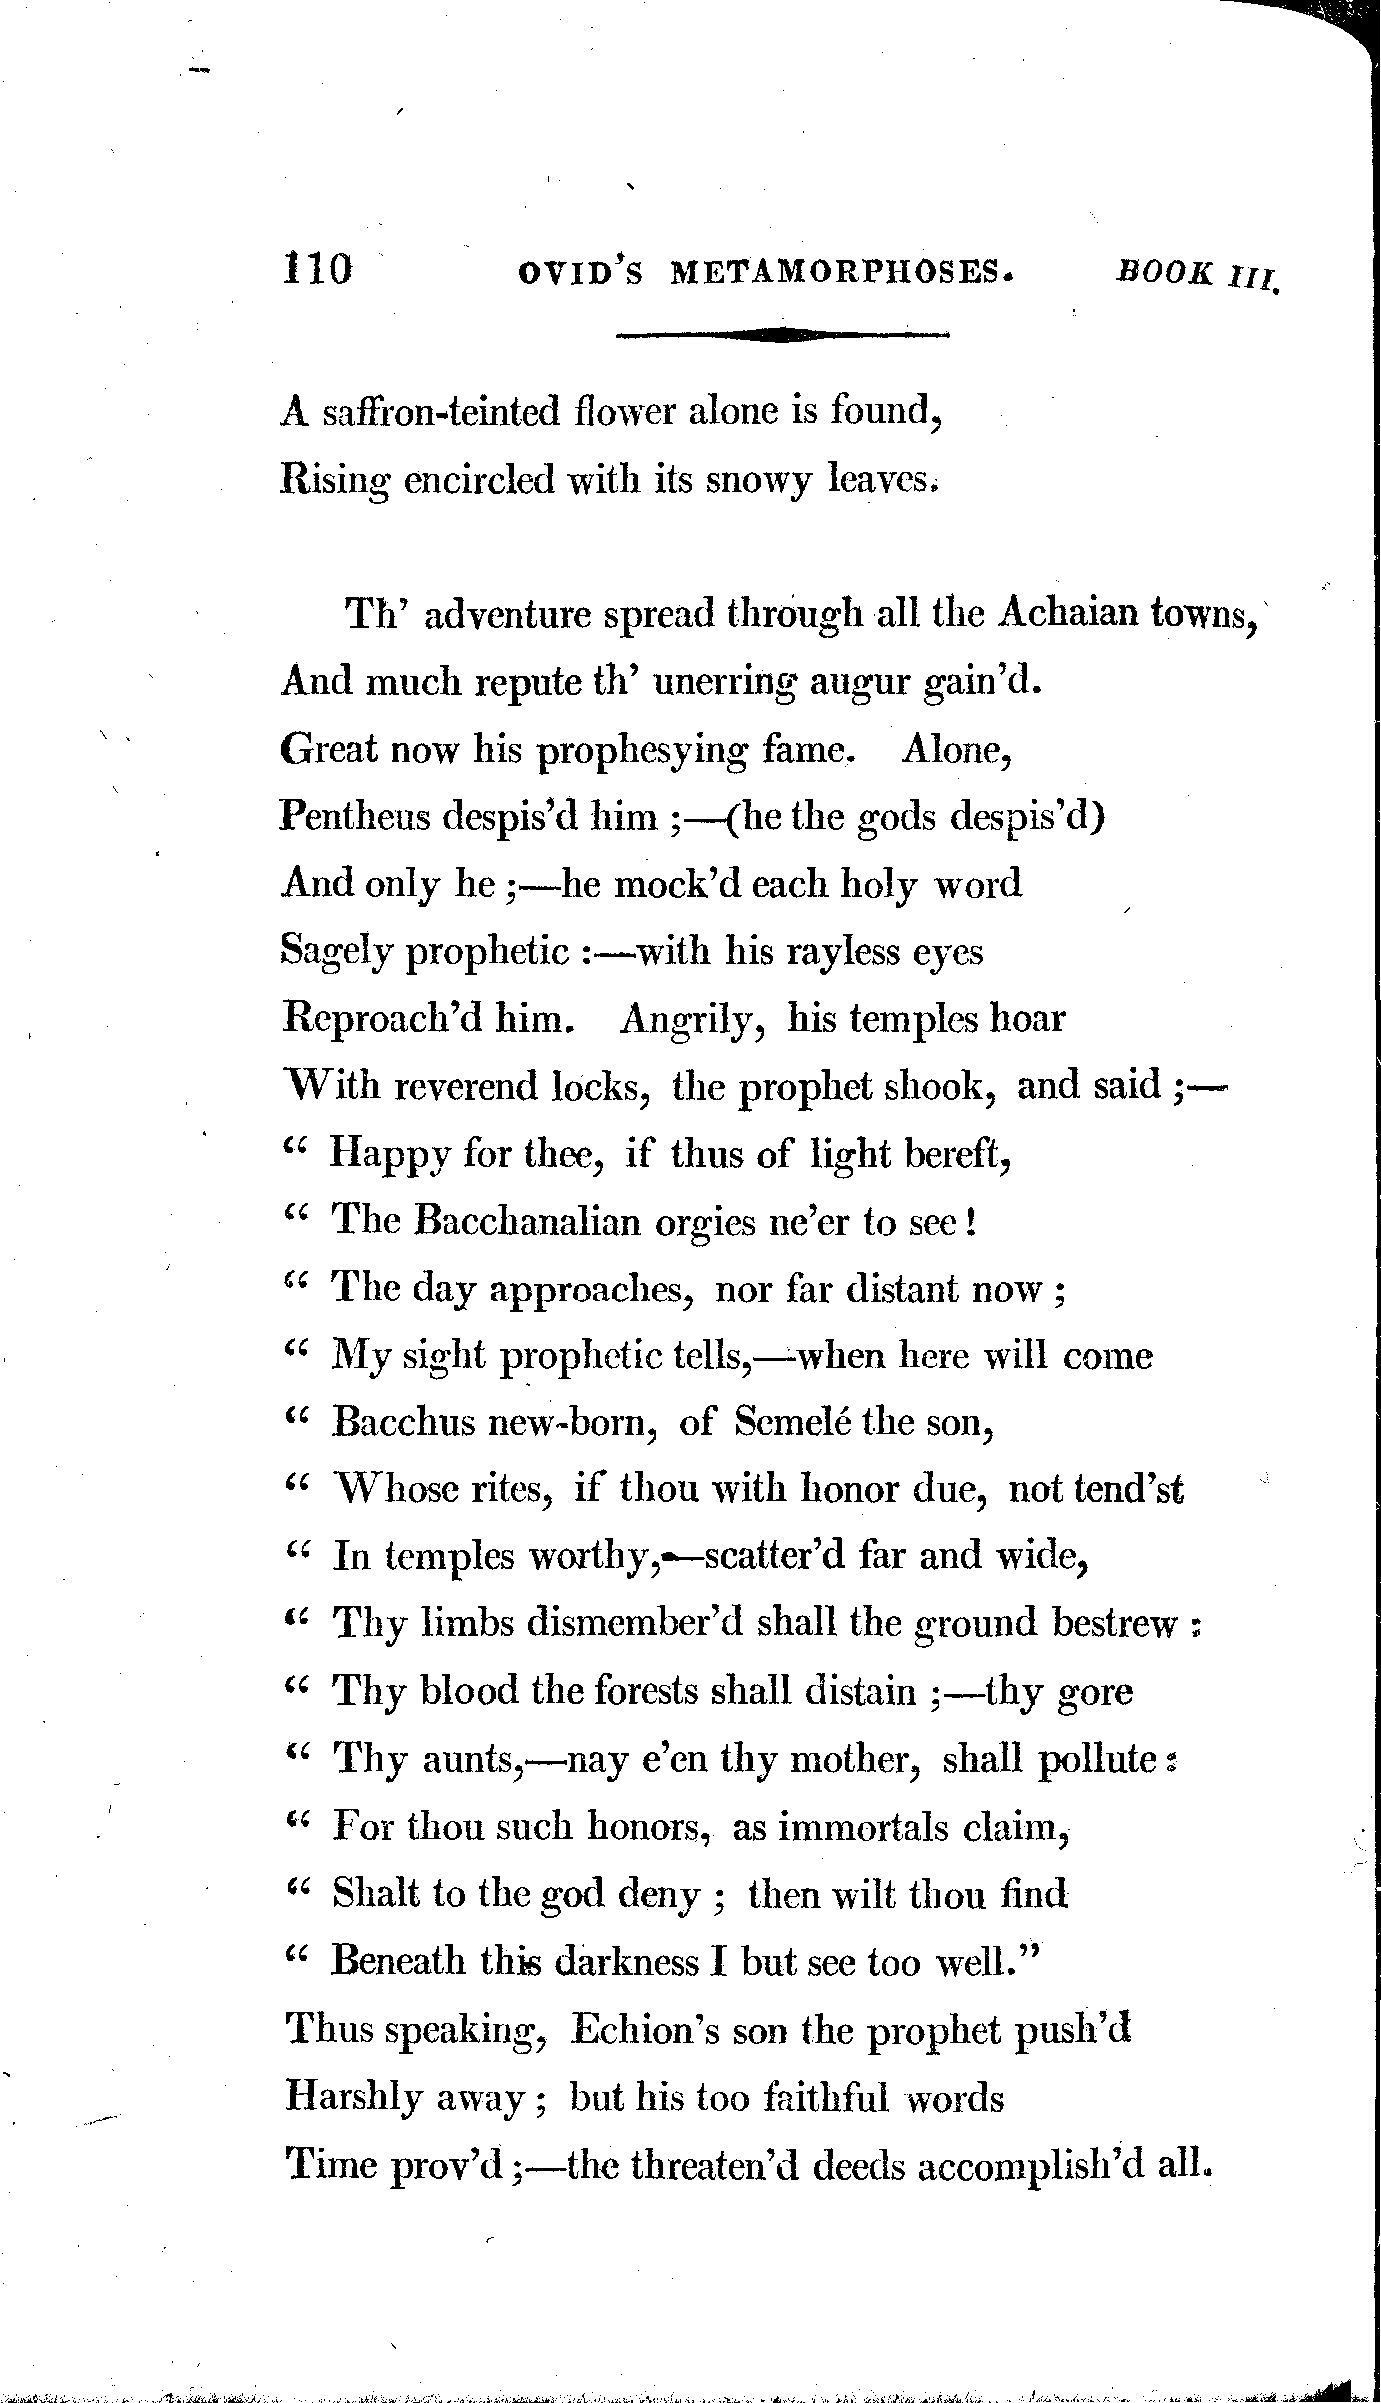 110 OVID'S METAMORPHOSES. BOOK III.
A saffron-teinted flower alone is found,
Rising encircled with its snowy leaves.
Th' adventure spread through all the Achaian towns,
And much repute th' unerring augur gain'd.
Great now his prophesying fame. Alone,
Pentheus despis'd him ;—(he the gods despis'd)
And only he ;—he mock'd each holy word
Sagely prophetic :—with his rayless eyes
Reproach'd him. Angrily, his temples hoar
With reverend locks, the prophet shook, and said ;—
“ Happy for thee, if thus of light bereft,
“ The Bacchanalian orgies ne'er to see !
“ The day approaches, nor far distant now ;
“ My sight prophetic tells,—when here will come
“ Bacchus new-born, of Semelé the son,
“ Whose rites, if thou with honor due, not tend'st
“ In temples worthy,—scatter'd far and wide,
“ Thy limbs dismember'd shall the ground bestrew :
“ Thy blood the forests shall distain ;—thy gore
“ Thy aunts,—nay e'en thy mother, shall pollute :
“ For thou such honors, as immortals claim,
“ Shalt to the god deny ; then wilt thou find
“ Beneath this darkness I but see too well.”
Thus speaking, Echion's son the prophet push'd
Harshly away ; but his too faithful words
Time prov'd ;—the threaten'd deeds accomplish'd all.